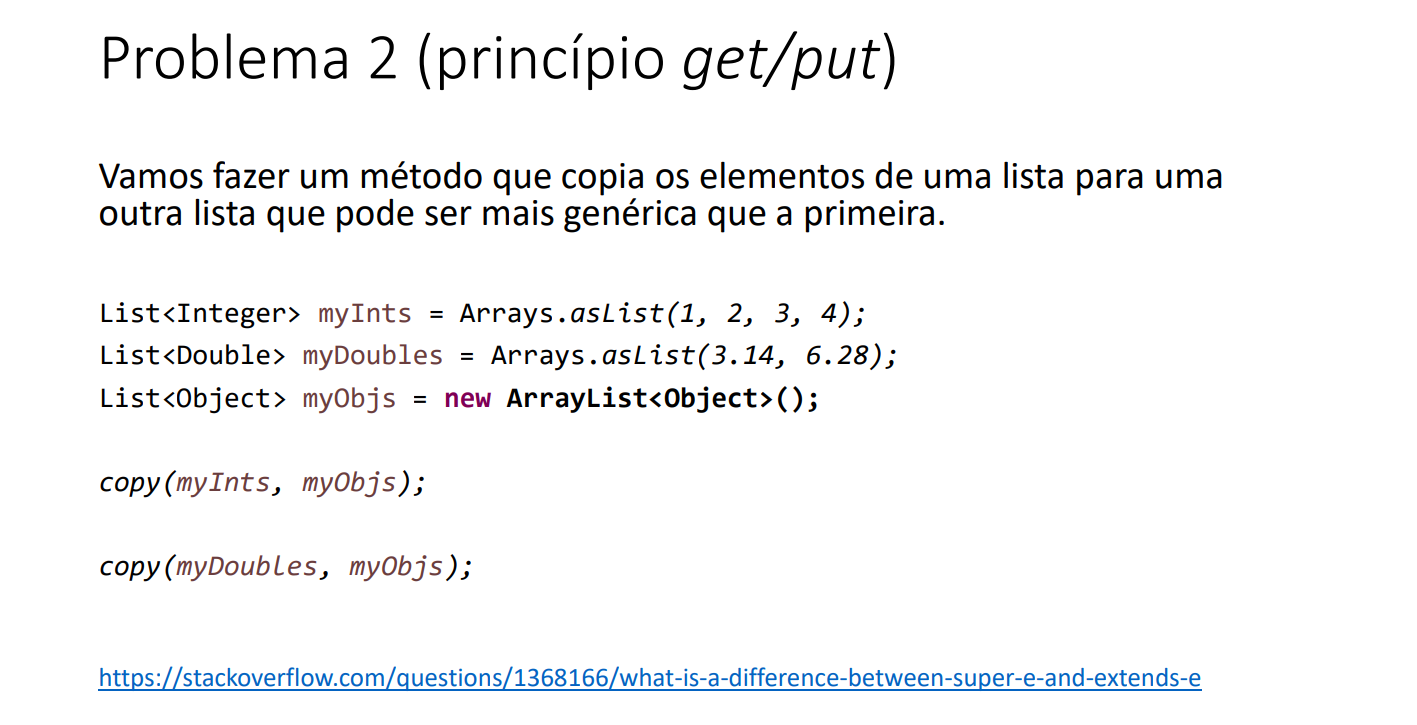 Problema 2 (princípio get/put)
Vamos fazer um método que copia os elementos de uma lista para uma
outra lista que pode ser mais genérica que a primeira.
List<Integer> myInts = Arrays.asList(1, 2, 3, 4);
List<Double> myDoubles = Arrays.asList(3.14, 6.28);
List<Object> myObjs = new ArrayList<Object>();
copy(myInts, myObjs);
copy(myDoubles, myObjs);
https://stackoverflow.com/questions/1368166/what-is-a-difference-between-super-e-and-extends-e